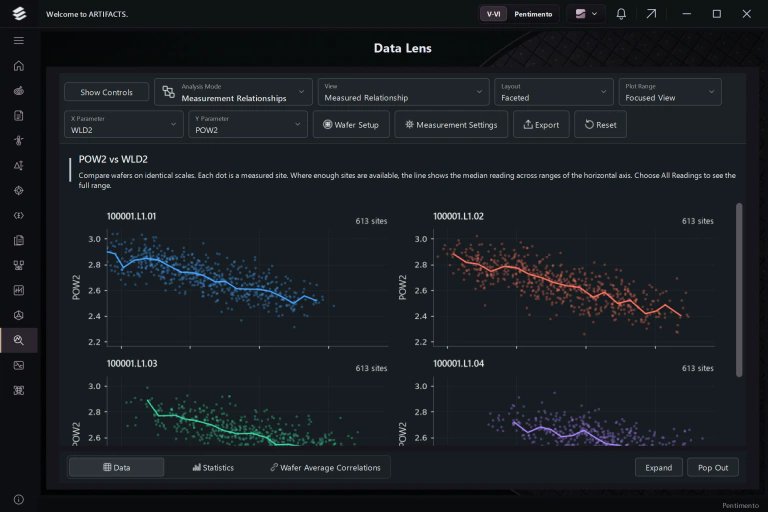 Welcome to ARTIFACTS.
V-VI Pentimento
Data Lens
Show Controls
Analysis Mode
Measurement Relationships
View
Measured Relationship
Layout
Faceted
Plot Range
Focused View
X Parameter
WLD2
Y Parameter
POW2
Wafer Setup
Measurement Settings
Export
Reset
POW2 vs WLD2
Compare wafers on identical scales. Each dot is a measured site. Where enough sites are available, the line shows the median reading across ranges of the horizontal axis. Choose All Readings to see the
full range.
100001.L1.01
613 sites
3.0
2.8
2.6
2.4
2.2
POW2
100001.L1.02
613 sites
3.0
2.8
2.6
2.4
2.2
POW2
100001.L1.03
613 sites
3.0
2.8
2.6
POW2
100001.L1.04
613 sites
3.0
2.8
2.6
POW2
Data
Statistics
Wafer Average Correlations
Expand
Pop Out
Pentimento